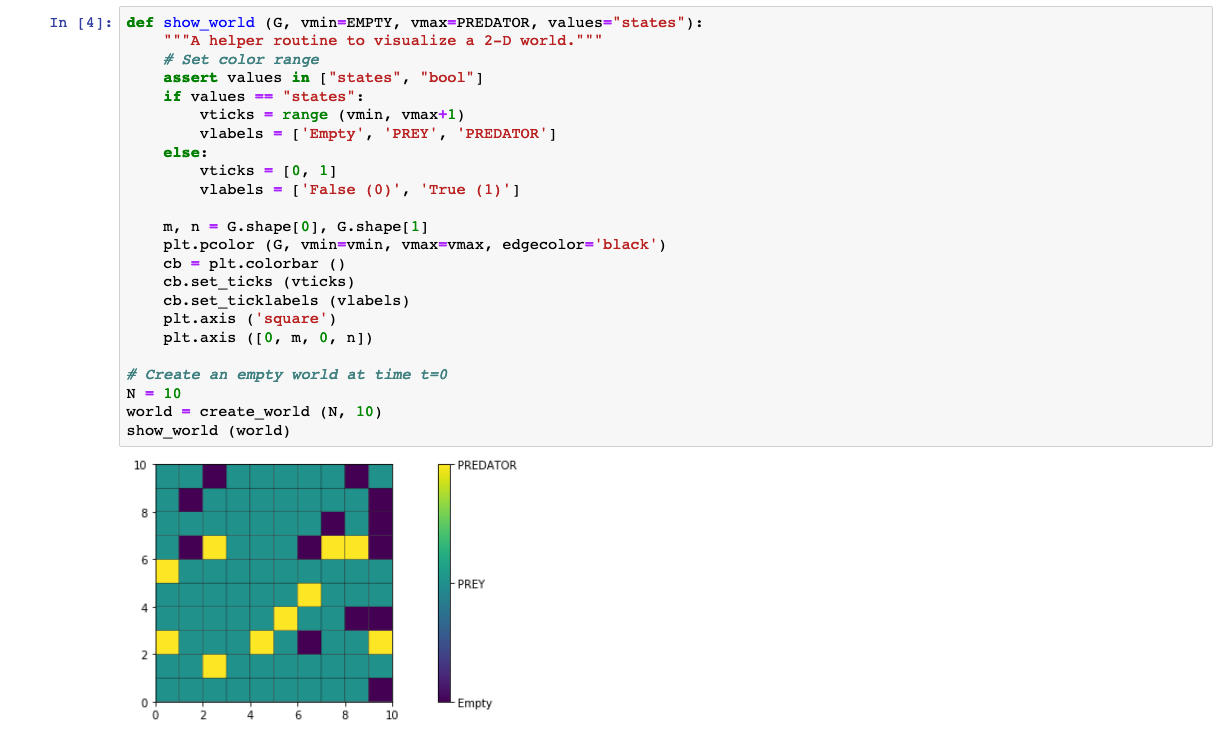 In [4]: def show_world (G, vmin=EMPTY, vmax=PREDATOR, values="states"):
    """A helper routine to visualize a 2-D world."""
    # Set color range
    assert values in ["states", "bool"]
    if values == "states":
        vticks = range (vmin, vmax+1)
        vlabels = ['Empty', 'PREY', 'PREDATOR']
    else:
        vticks = [0, 1]
        vlabels = ['False (0)', 'True (1)']
    m, n = G.shape[0], G.shape[1]
    plt.pcolor (G, vmin=vmin, vmax=vmax, edgecolor='black')
    cb = plt.colorbar ()
    cb.set_ticks (vticks)
    cb.set_ticklabels (vlabels)
    plt.axis ('square')
    plt.axis ([0, m, 0, n])
# Create an empty world at time t=0
N = 10
world = create_world (N, 10)
show_world (world)
10
8
6
4
2
0
0 2 4 6 8 10
PREDATOR
PREY
Empty